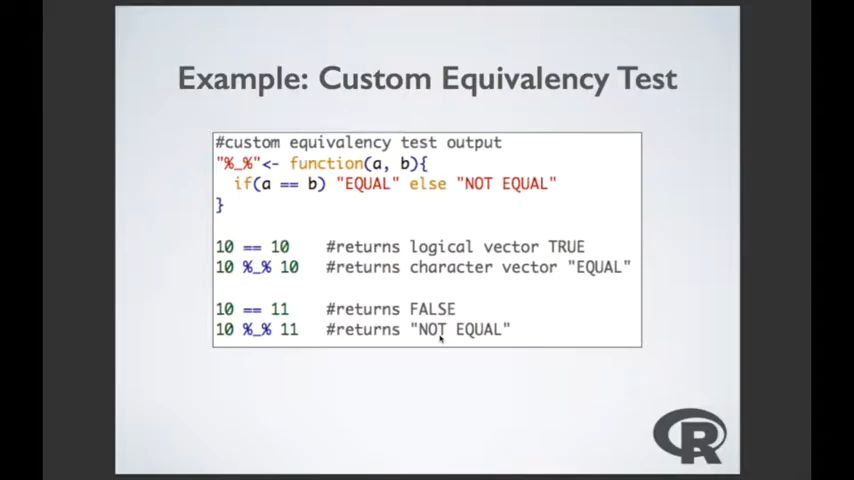 Example: Custom Equivalency Test
#custom equivalency test output
"%_%"<- function(a, b){
if(a == b) "EQUAL" else "NOT EQUAL"
}
10 == 10 #returns logical vector TRUE
10 %_% 10 #returns character vector "EQUAL"
10 == 11 #returns FALSE
10 %_% 11 #returns "NOT EQUAL"
R